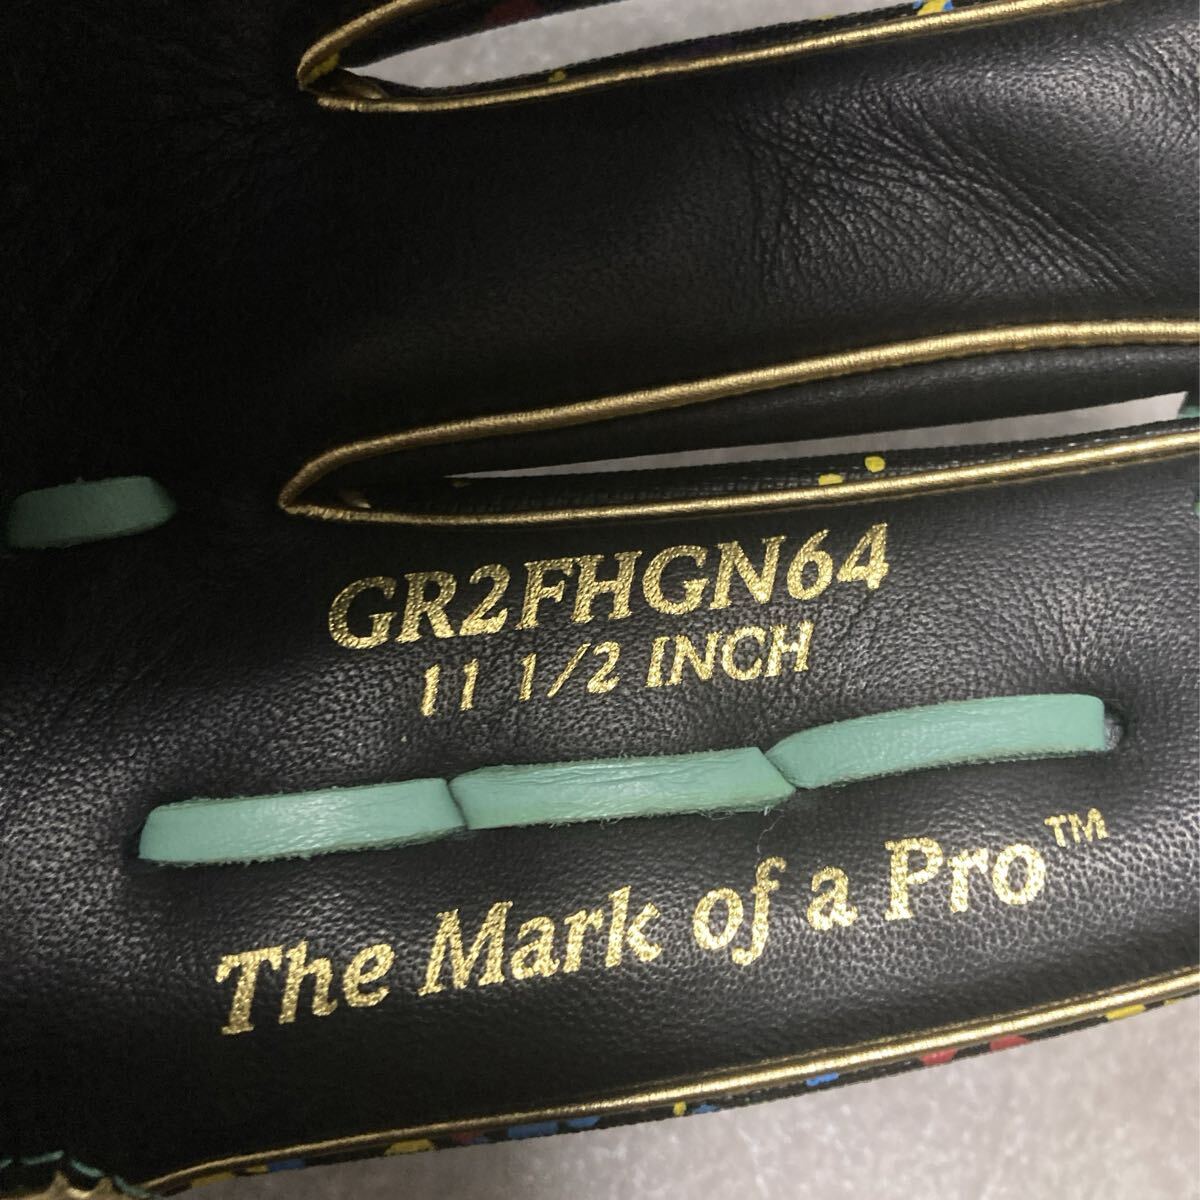 GR2FHGN64
11 1/2 INCH
The Mark of a Pro™